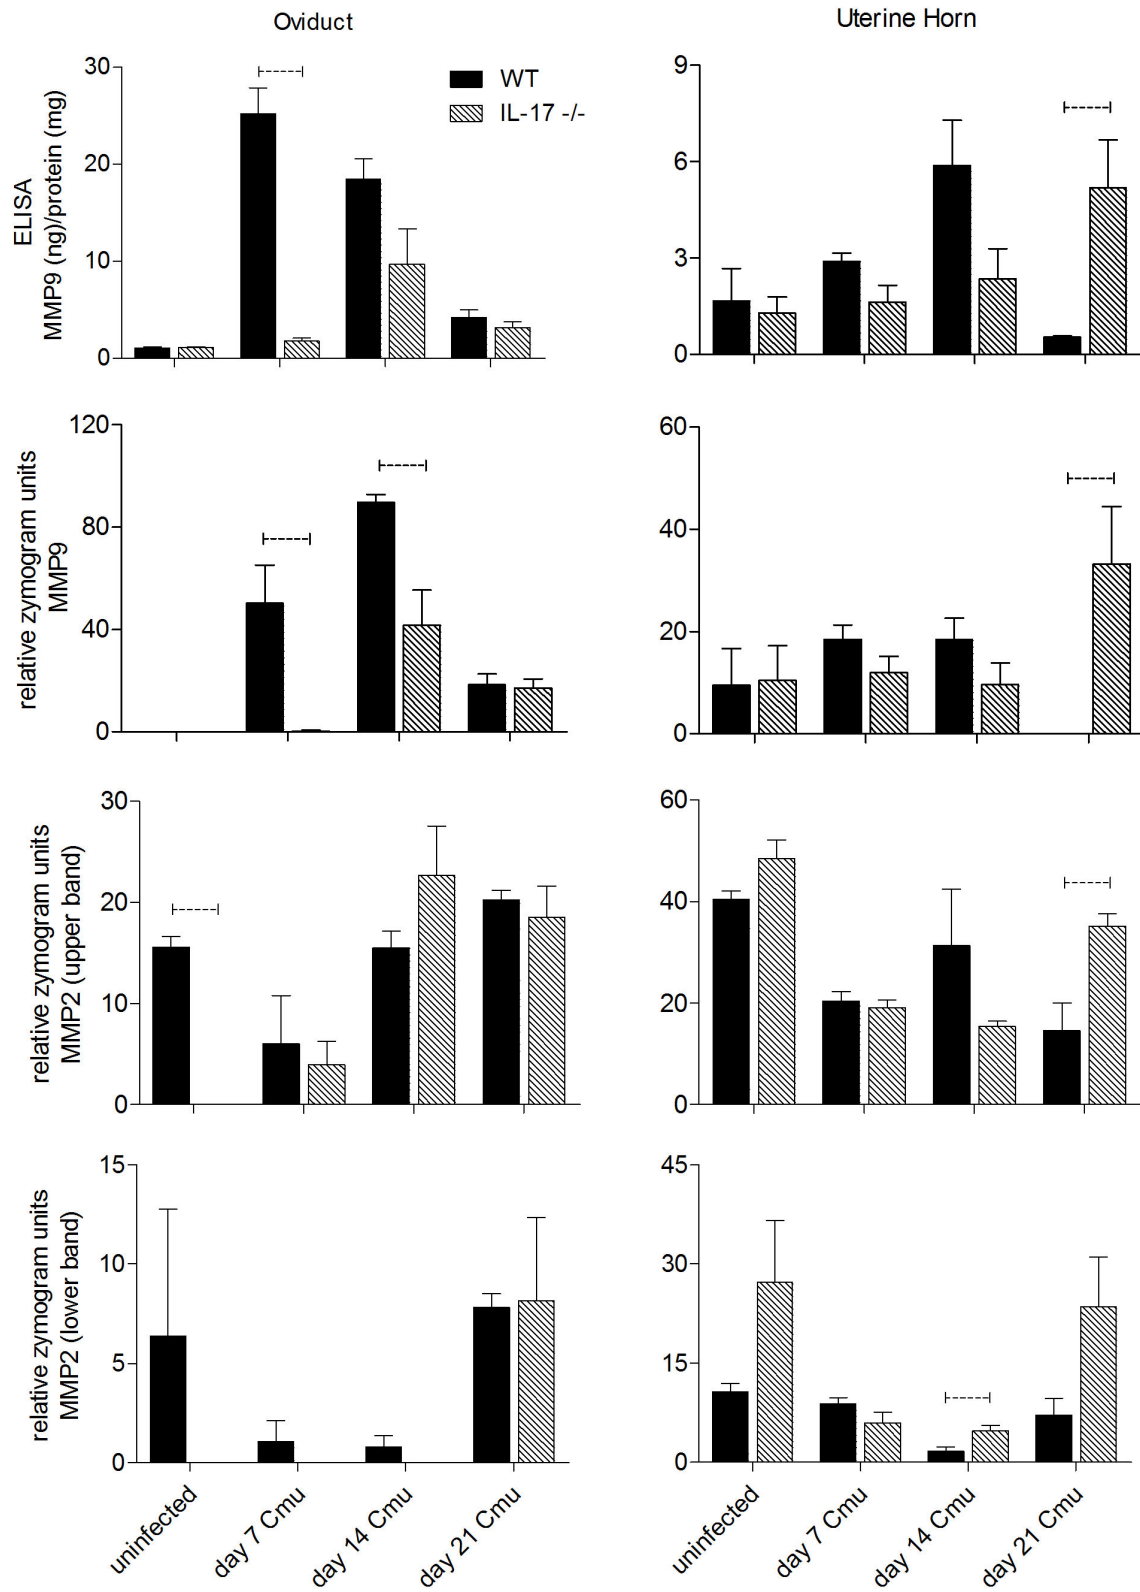 Oviduct
Uterine Horn
WT
IL-17 -/-
ELISA
MMP9 (ng)/protein (mg)
30
20
10
0
9
6
3
0
relative zymogram units
MMP9
120
80
40
0
60
40
20
0
relative zymogram units
MMP2 (upper band)
30
20
10
0
60
40
20
0
relative zymogram units
MMP2 (lower band)
15
10
5
0
45
30
15
0
uninfected
day 7 Cmu
day 14 Cmu
day 21 Cmu
uninfected
day 7 Cmu
day 14 Cmu
day 21 Cmu